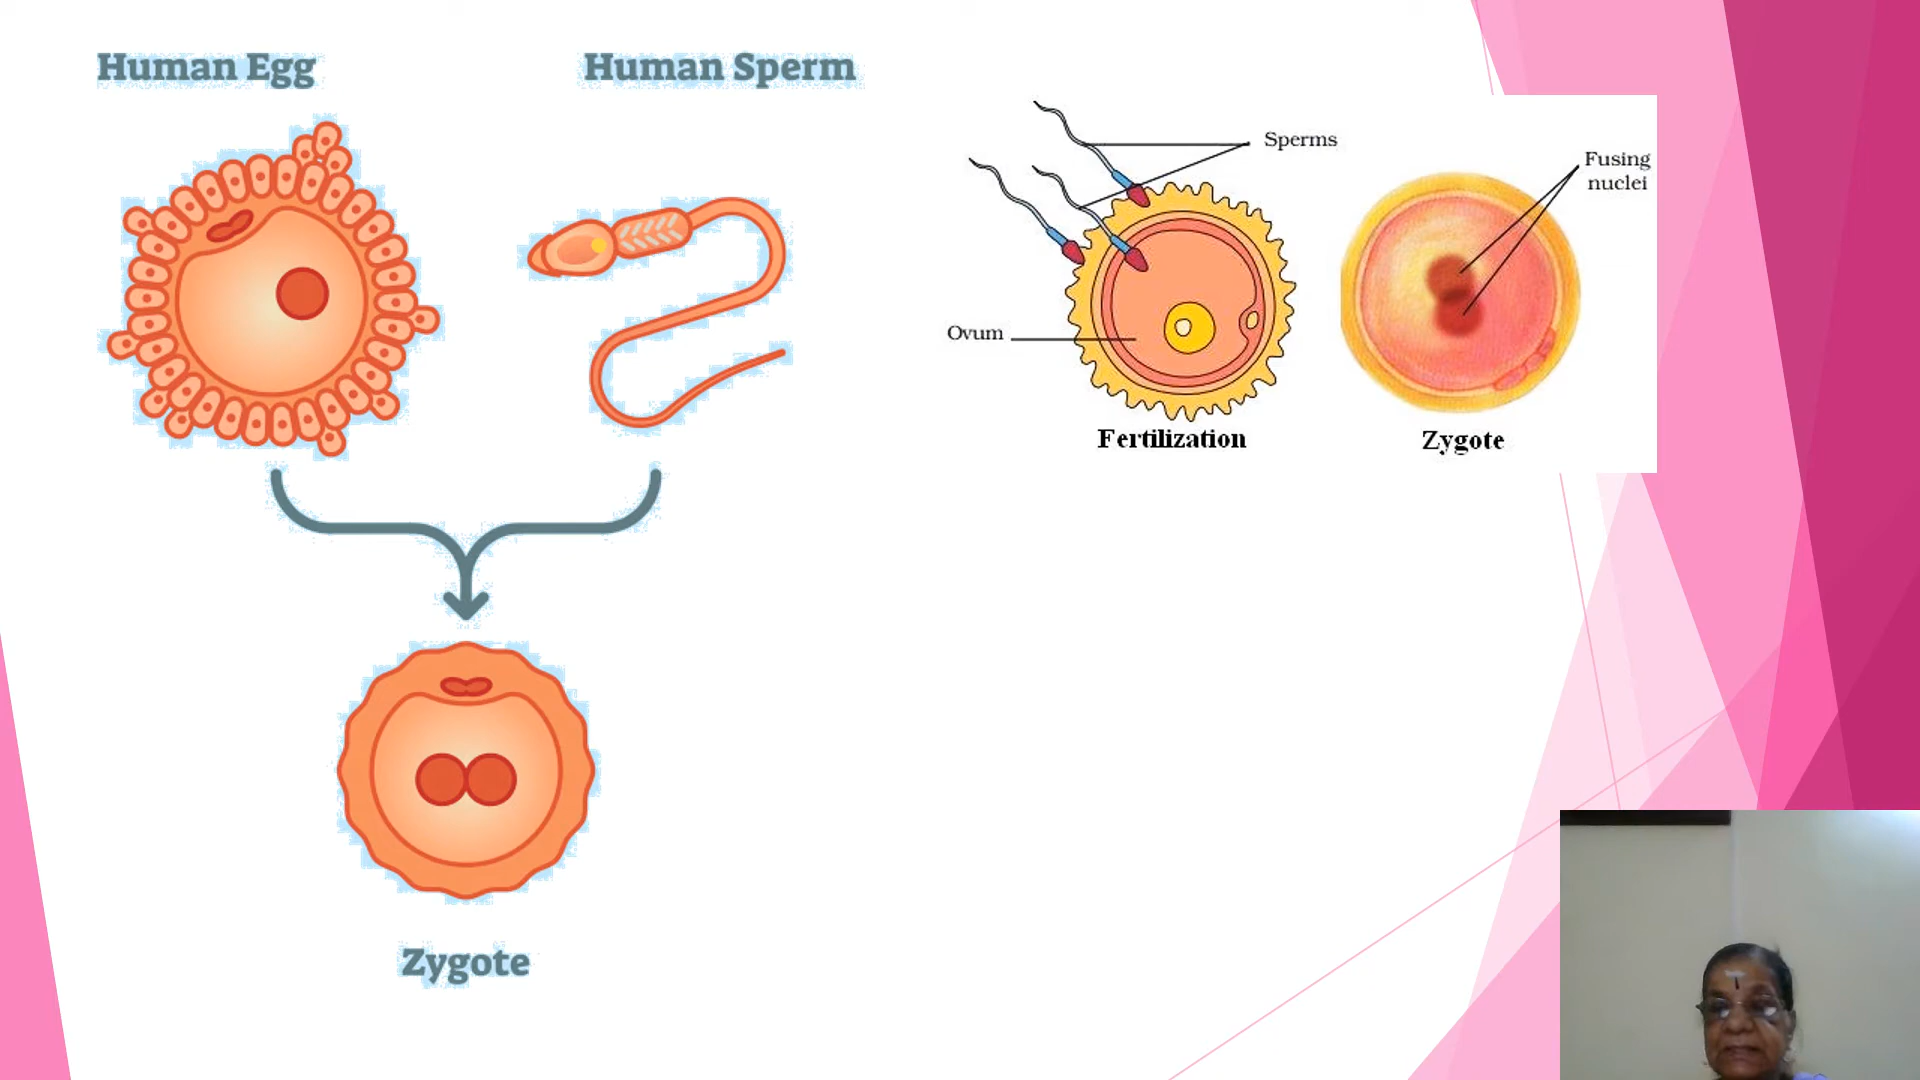 Human Egg
Human Sperm
Zygote
Sperms
Ovum
Fertilization
Fusing
nuclei
Zygote